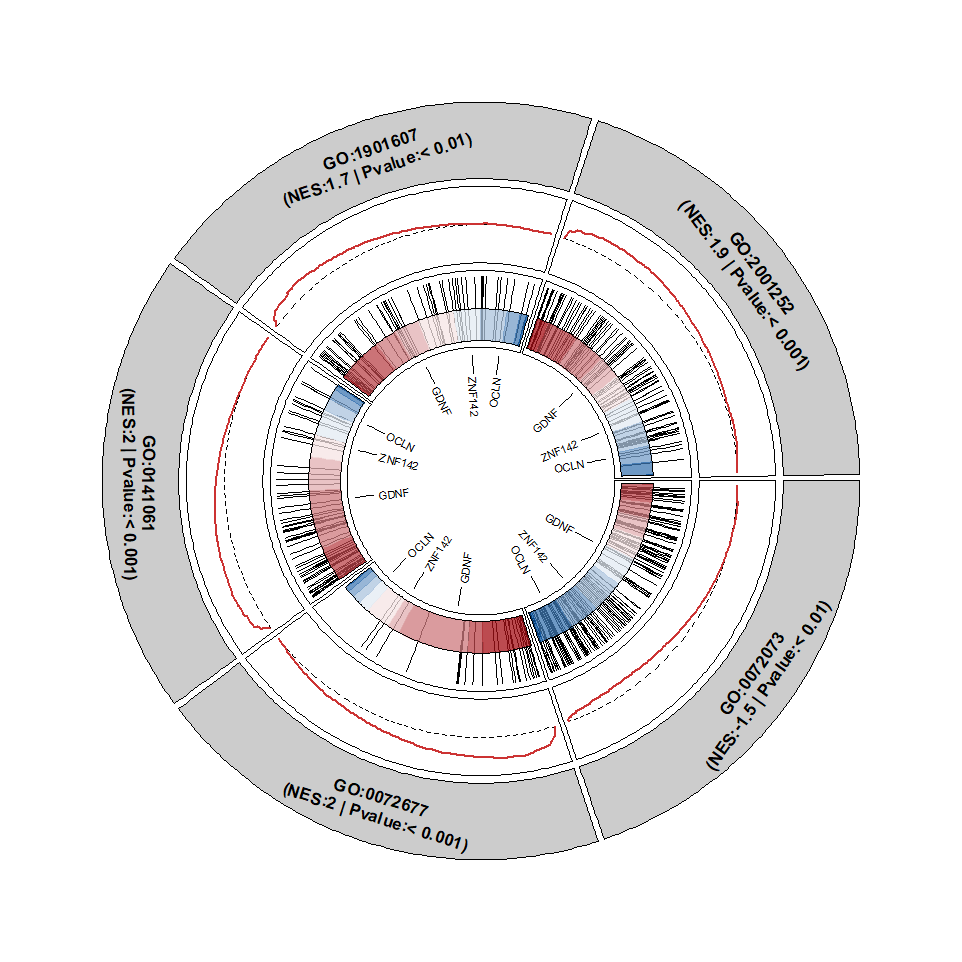 GO:1901607
(NES:1.7 | Pvalue:< 0.01)
GO:2001252
(NES:1.9 | Pvalue:< 0.001)
GO:0072073
(NES:-1.5 | Pvalue:< 0.01)
GO:0072677
(NES:2 | Pvalue:< 0.001)
GO:0141061
(NES:2 | Pvalue:< 0.001)
GDNF
ZNF142
OCLN
GDNF
ZNF142
OCLN
GDNF
ZNF142
OCLN
GDNF
ZNF142
OCLN
GDNF
ZNF142
OCLN